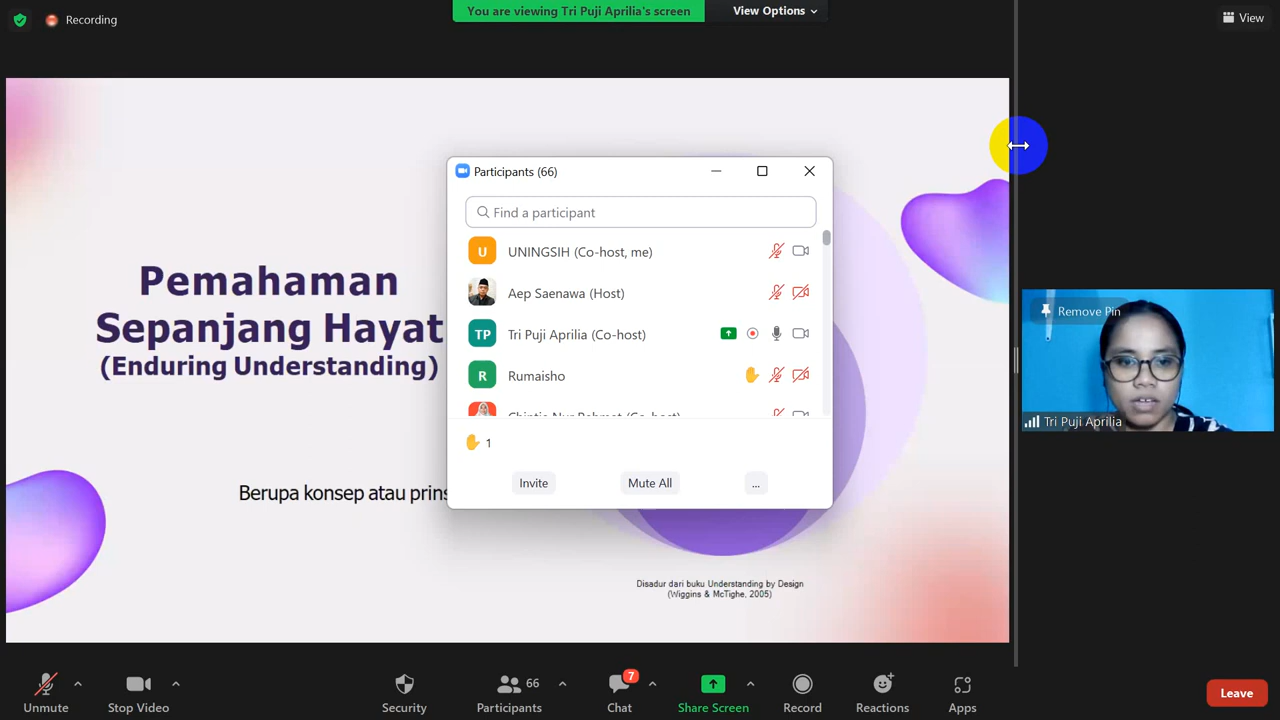 Recording
You are viewing Tri Puji Aprilia's screen
View Options
View
Pemahaman
Sepanjang Hayat
(Enduring Understanding)
Berupa konsep atau
Disadur dari buku Understanding by Design
(Wiggins & McTighe, 2005)
Participants (66)
Find a participant
U
UNINGSIH (Co-host, me)
Aep Saenawa (Host)
TP
Tri Puji Aprilia (Co-host)
R
Rumaisho
1
Invite
Mute All
...
Remove Pin
Tri Puji Aprilia
Unmute
Stop Video
Security
66
Participants
7
Chat
Share Screen
Record
Reactions
Apps
Leave